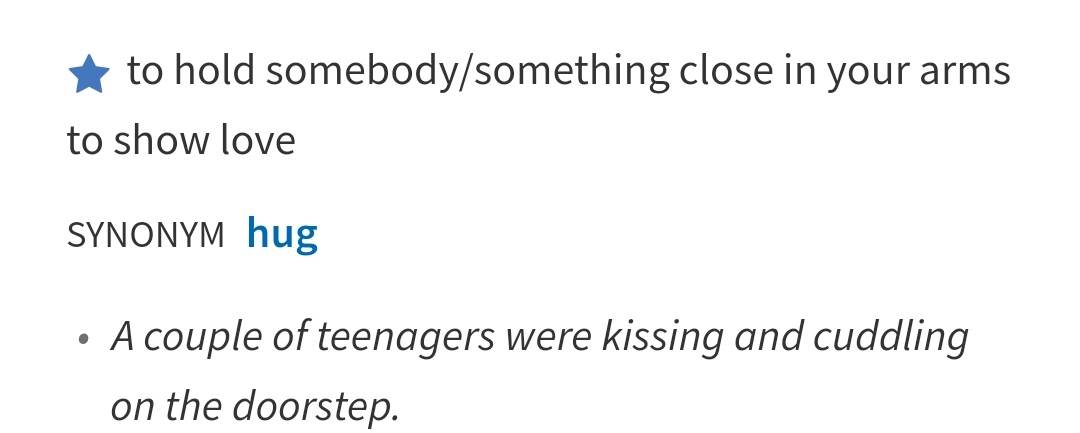 to hold somebody/something close in your arms
to show love
SYNONYM hug
• A couple of teenagers were kissing and cuddling
on the doorstep.